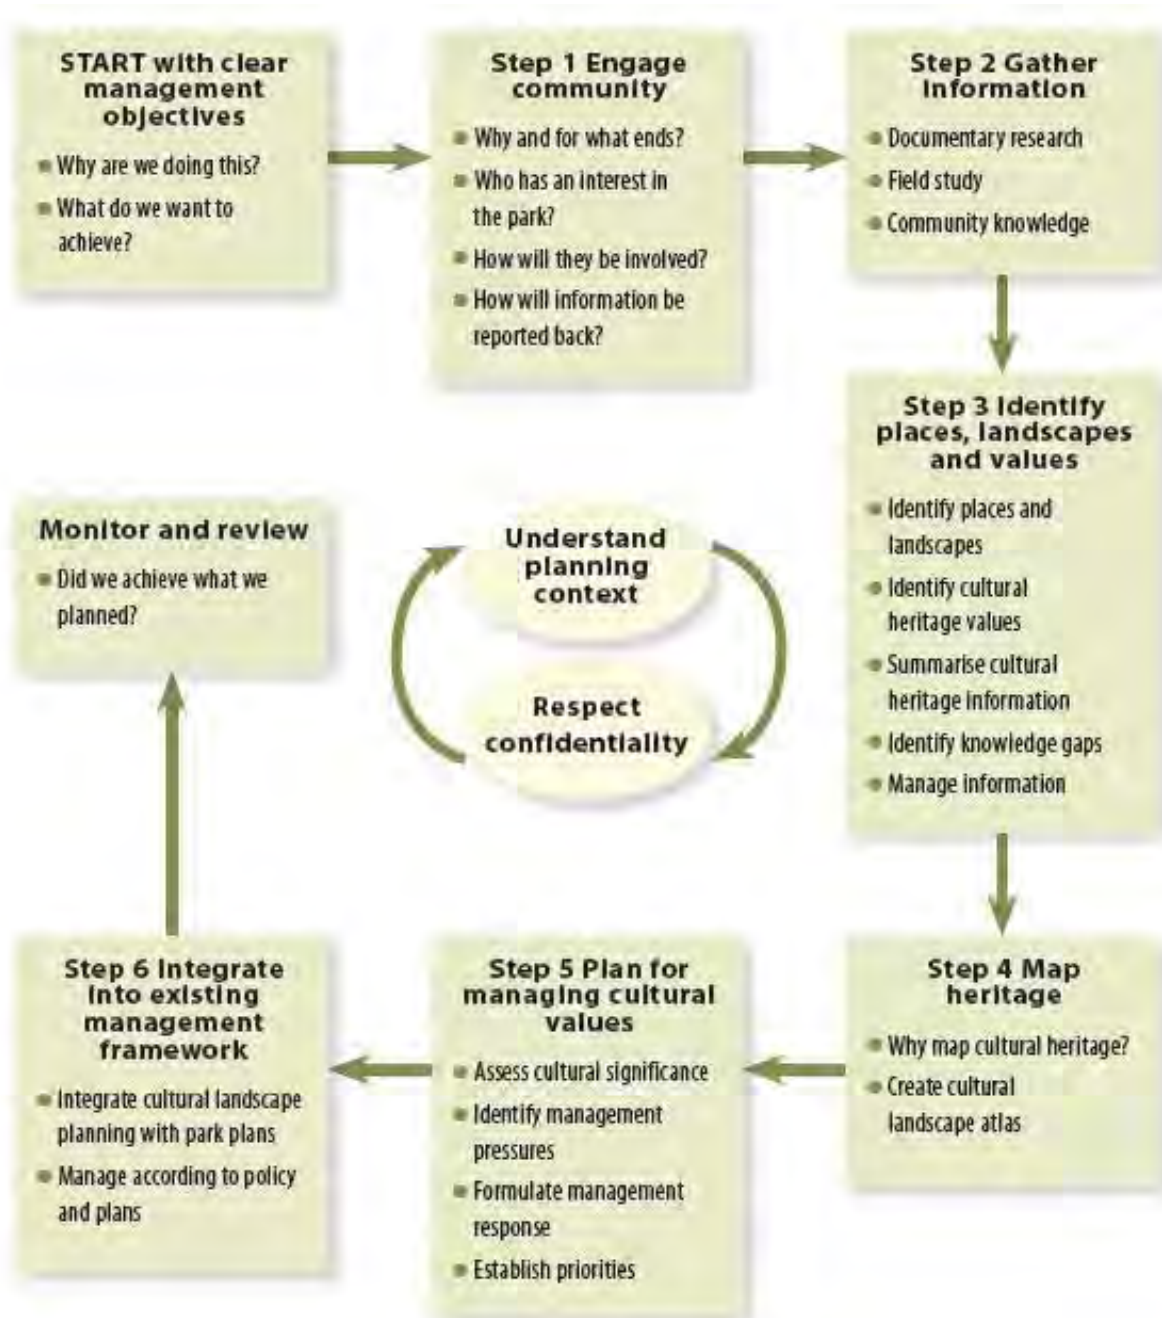 START with clear
management
objectives
Why are we doing this?
What do we want to
achieve?
Step 1 Engage
community
Why and for what ends?
Who has an interest in
the park?
How will they be involved?
How will information be
reported back?
Step 2 Gather
information
Documentary research
Field study
Community knowledge
Step 3 Identify
places, landscapes
and values
Identify places and
landscapes
Identify cultural
heritage values
Summarise cultural
heritage information
Identify knowledge gaps
Manage information
Step 4 Map
heritage
Why map cultural heritage?
Create cultural
landscape atlas
Step 5 Plan for
managing cultural
values
Assess cultural significance
Identify management
pressures
Formulate management
response
Establish priorities
Step 6 Integrate
into existing
management
framework
Integrate cultural landscape
planning with park plans
Manage according to policy
and plans
Monitor and review
Did we achieve what we
planned?
Understand
planning
context
Respect
confidentiality